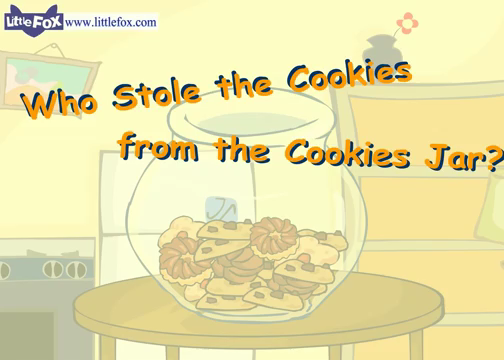 Little Fox www.littlefox.com
Who Stole the Cookies
from the Cookies Jar?